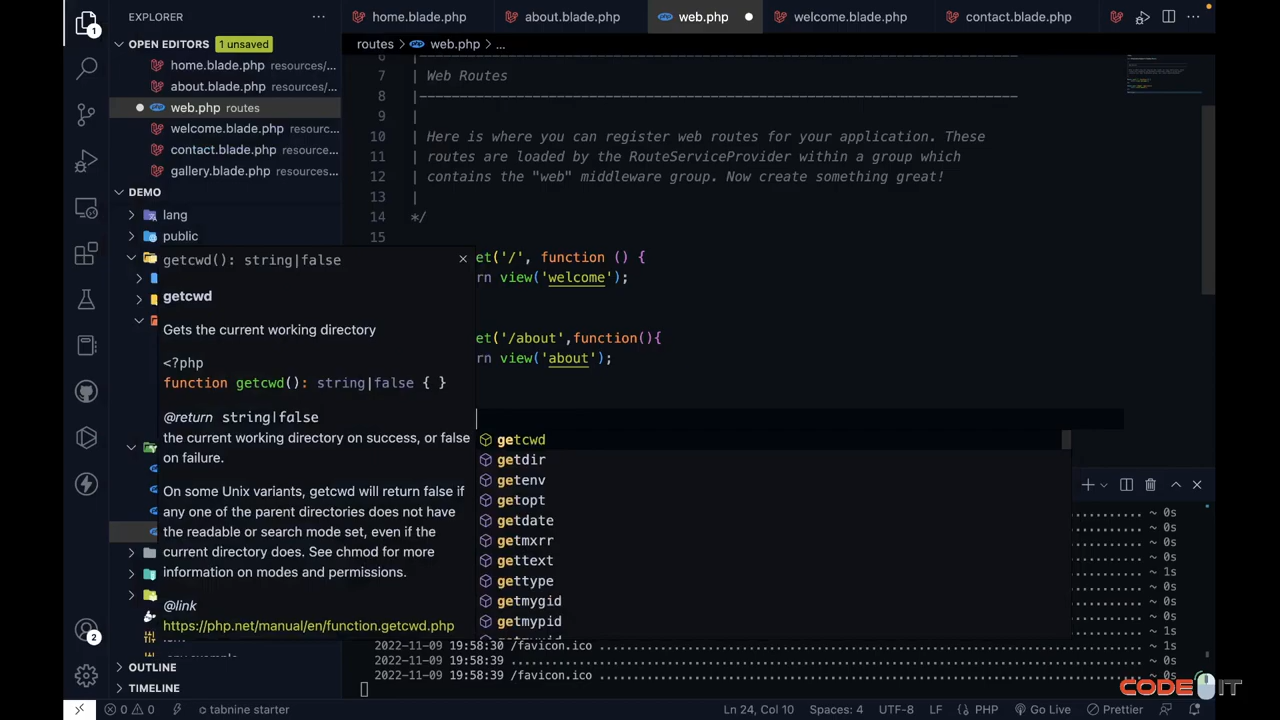 EXPLORER
home.blade.php
about.blade.php
web.php
welcome.blade.php
contact.blade.php
OPEN EDITORS 1 unsaved
routes > web.php > ...
home.blade.php resources/...
about.blade.php resources/...
web.php routes
welcome.blade.php resourc...
contact.blade.php resource...
gallery.blade.php resources...
DEMO
lang
public
7 | Web Routes
8 |
9 |
10 | Here is where you can register web routes for your application. These
11 | routes are loaded by the RouteServiceProvider within a group which
12 | contains the "web" middleware group. Now create something great!
13 |
14 */
15
et('/', function () {
rn view('welcome');
et('/about',function(){
rn view('about');
getcwd(): string|false
getcwd
Gets the current working directory
<?php
function getcwd(): string|false { }
@return string|false
the current working directory on success, or false
on failure.
On some Unix variants, getcwd will return false if
any one of the parent directories does not have
the readable or search mode set, even if the
current directory does. See chmod for more
information on modes and permissions.
@link
https://php.net/manual/en/function.getcwd.php
getcwd
getdir
getenv
getopt
getdate
getmxrr
gettext
gettype
getmygid
getmypid
~ 0s
~ 0s
~ 0s
~ 0s
~ 1s
~ 0s
~ 0s
~ 0s
~ 1s
2022-11-09 19:58:30 /favicon.ico ~ 1s
2022-11-09 19:58:39 ~ 0s
2022-11-09 19:58:39 /favicon.ico ~ 0s
OUTLINE
TIMELINE
1
2
CODE IT
0 0 tabnine starter Ln 24, Col 10 Spaces: 4 UTF-8 LF PHP Go Live Prettier